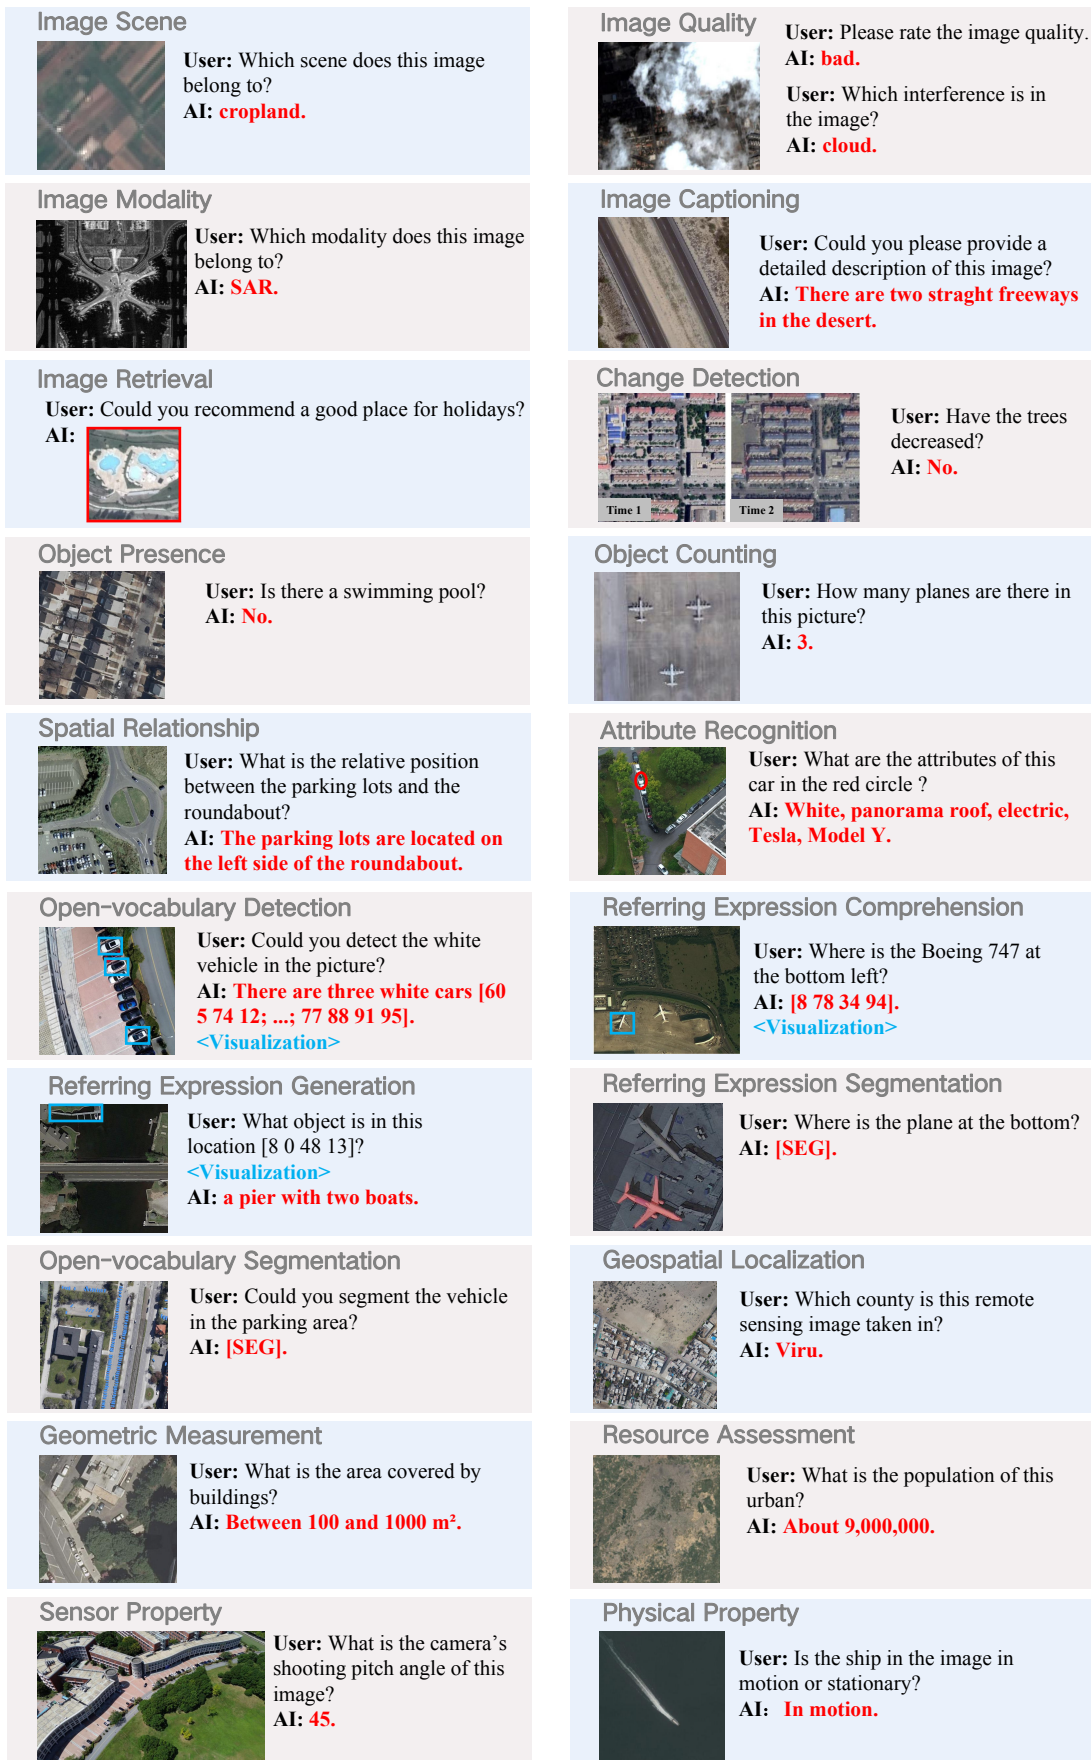 Image Scene
User: Which scene does this image
belong to?
AI: cropland.
Image Quality
User: Please rate the image quality.
AI: bad.
User: Which interference is in
the image?
AI: cloud.
Image Modality
User: Which modality does this image
belong to?
AI: SAR.
Image Captioning
User: Could you please provide a
detailed description of this image?
AI: There are two straght freeways
in the desert.
Image Retrieval
User: Could you recommend a good place for holidays?
AI:
Change Detection
Time 1
Time 2
User: Have the trees
decreased?
AI: No.
Object Presence
User: Is there a swimming pool?
AI: No.
Object Counting
User: How many planes are there in
this picture?
AI: 3.
Spatial Relationship
User: What is the relative position
between the parking lots and the
roundabout?
AI: The parking lots are located on
the left side of the roundabout.
Attribute Recognition
User: What are the attributes of this
car in the red circle ?
AI: White, panorama roof, electric,
Tesla, Model Y.
Open-vocabulary Detection
User: Could you detect the white
vehicle in the picture?
AI: There are three white cars [60
5 74 12; ...; 77 88 91 95].
<Visualization>
Referring Expression Comprehension
User: Where is the Boeing 747 at
the bottom left?
AI: [8 78 34 94].
<Visualization>
Referring Expression Generation
User: What object is in this
location [8 0 48 13]?
<Visualization>
AI: a pier with two boats.
Referring Expression Segmentation
User: Where is the plane at the bottom?
AI: [SEG].
Open-vocabulary Segmentation
User: Could you segment the vehicle
in the parking area?
AI: [SEG].
Geospatial Localization
User: Which county is this remote
sensing image taken in?
AI: Viru.
Geometric Measurement
User: What is the area covered by
buildings?
AI: Between 100 and 1000 m².
Resource Assessment
User: What is the population of this
urban?
AI: About 9,000,000.
Sensor Property
User: What is the camera's
shooting pitch angle of this
image?
AI: 45.
Physical Property
User: Is the ship in the image in
motion or stationary?
AI: In motion.